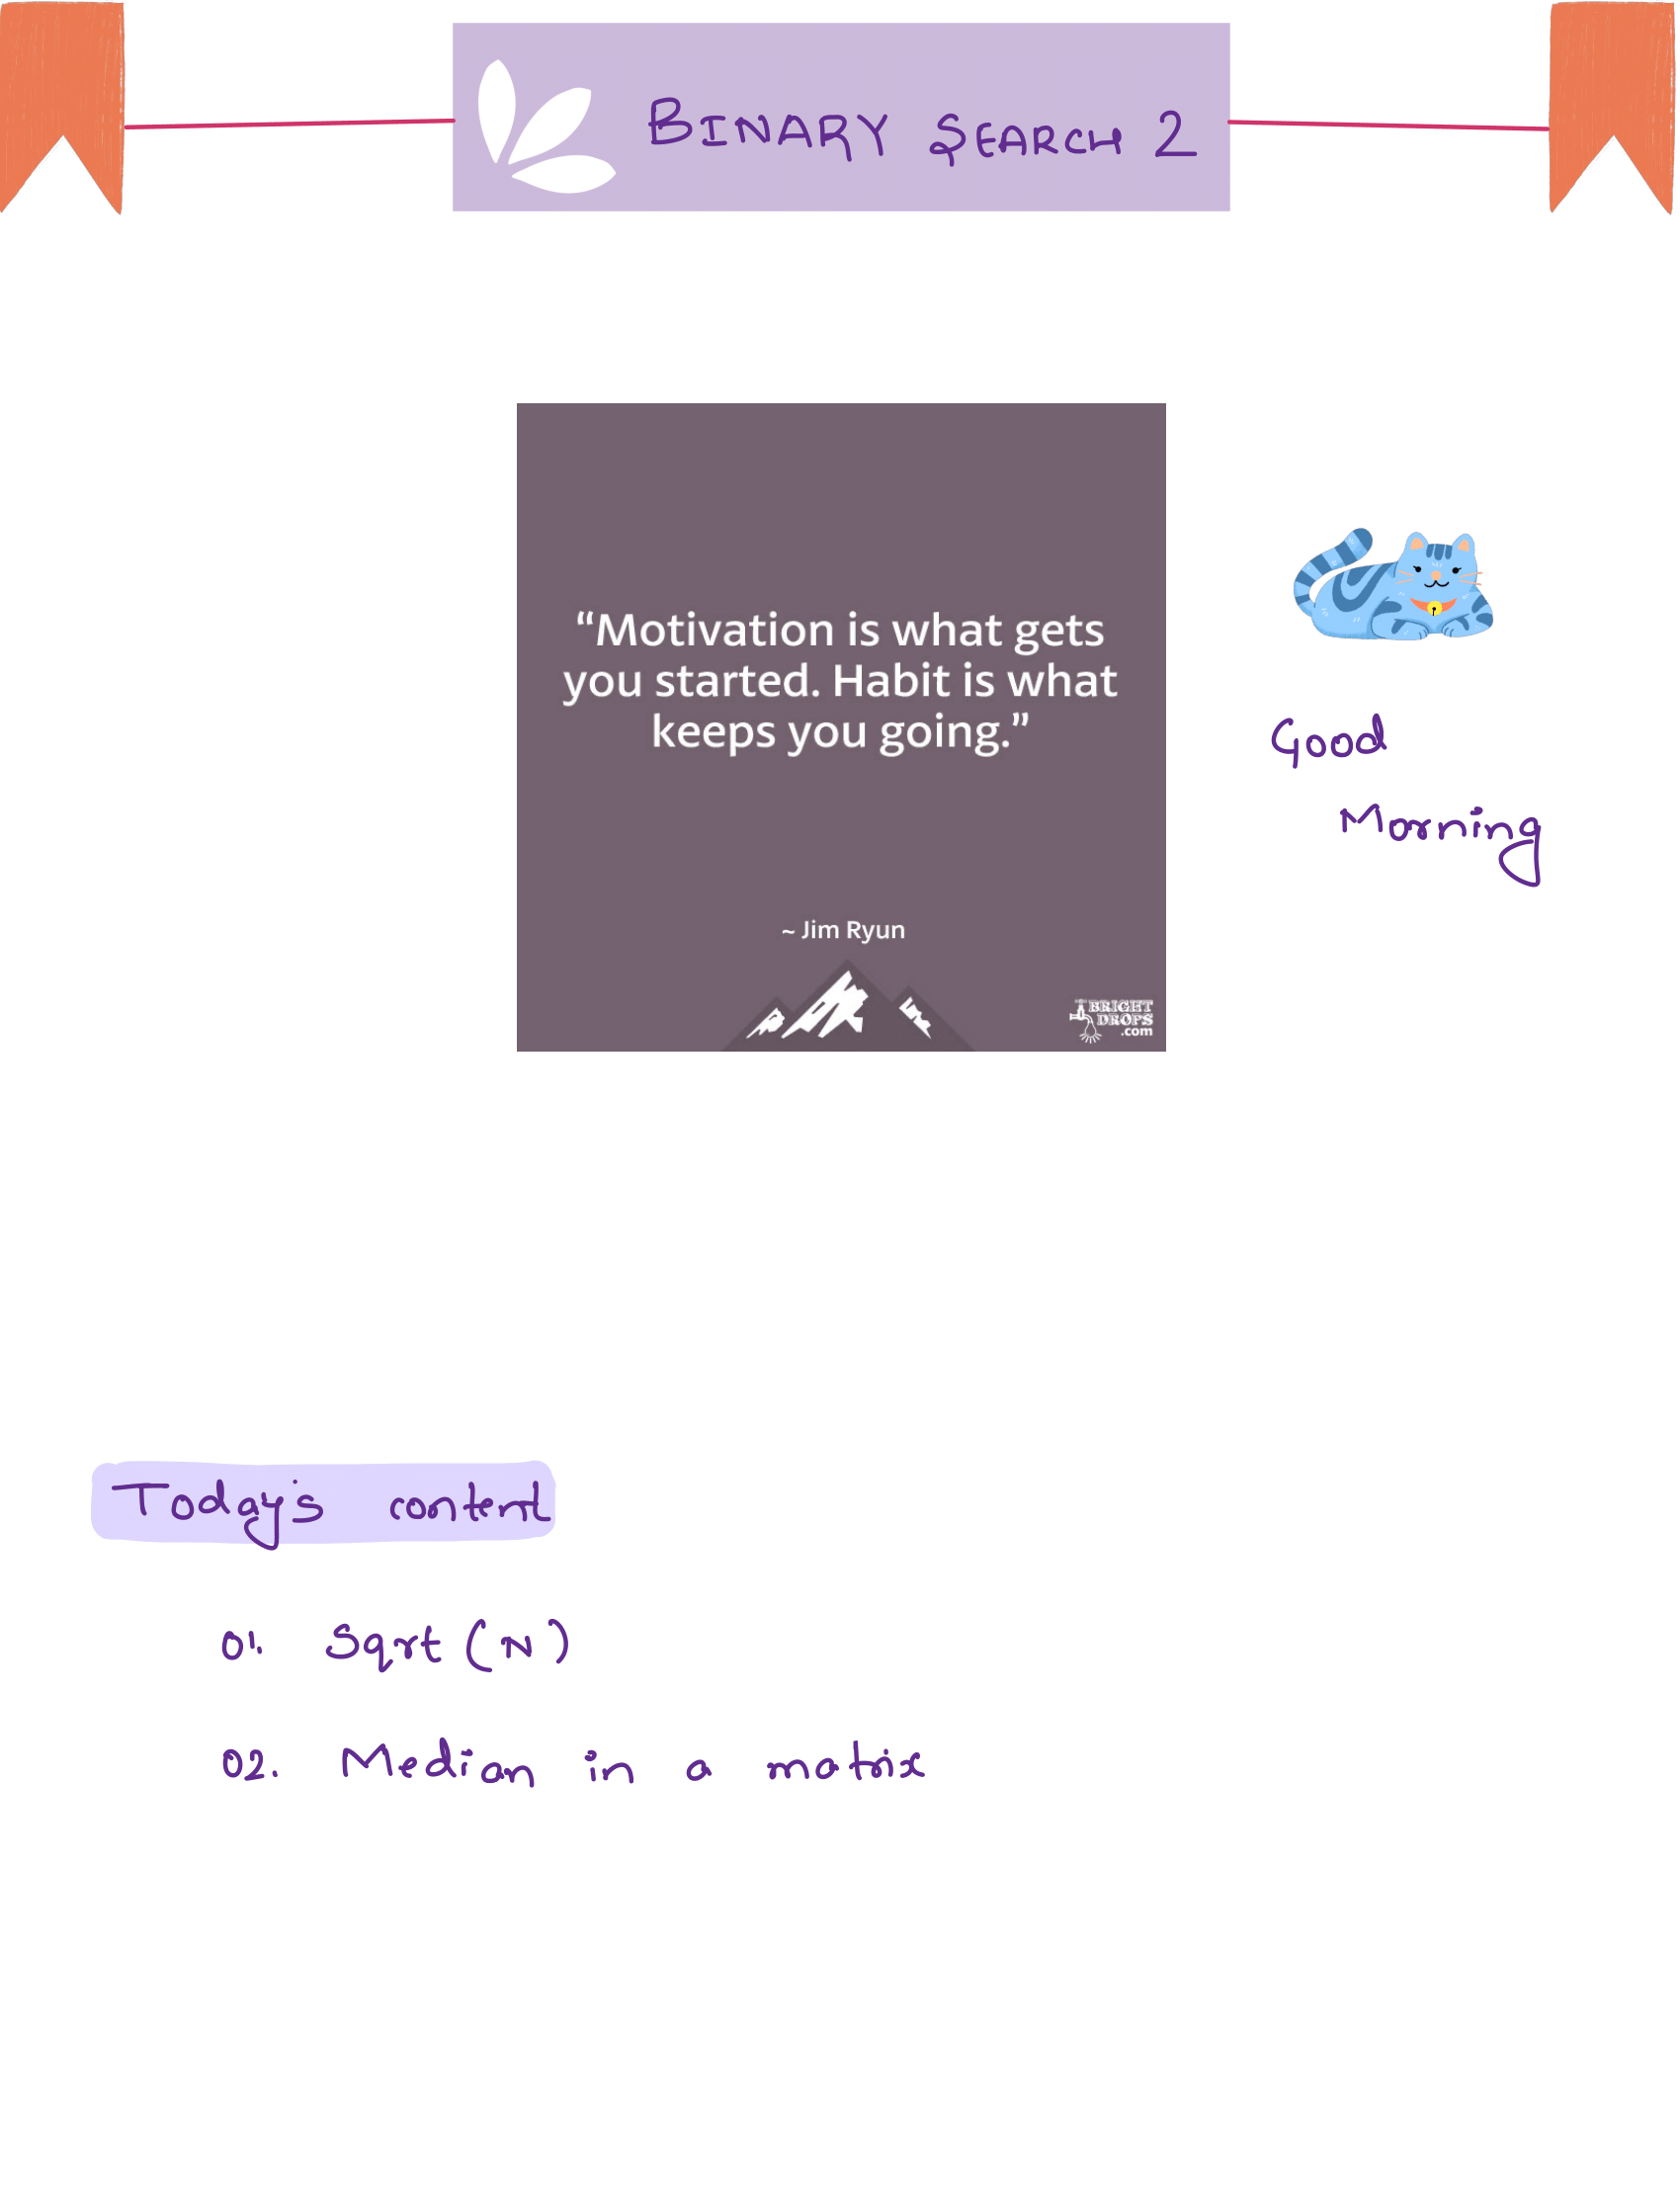 BINARY SEARCH 2
“Motivation is what gets
you started. Habit is what
keeps you going.”
~ Jim Ryun
BRIGHT
DROPS
.com
Good
Morning
Today's content
01. Sqrt (N)
02. Median in a matrix